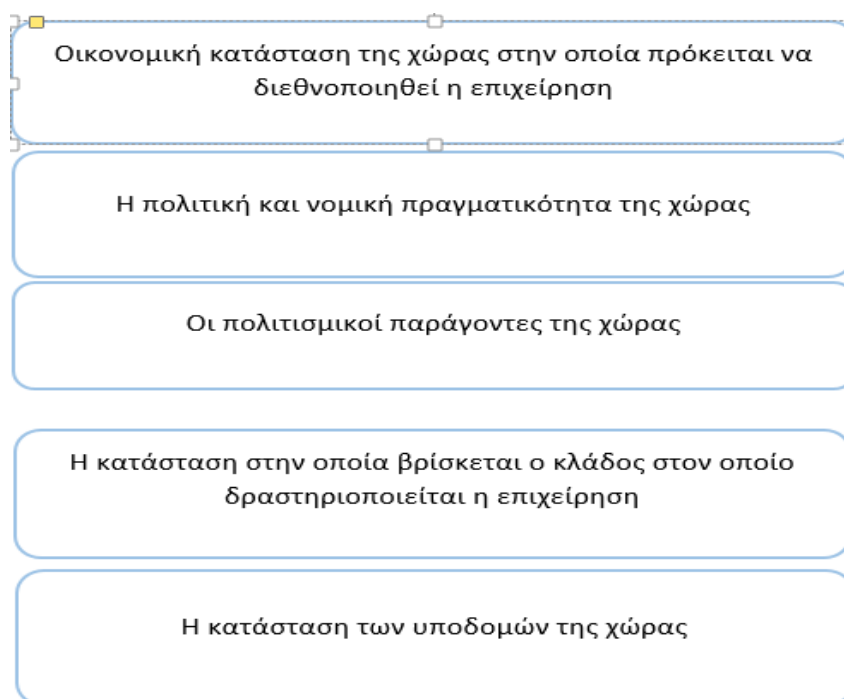 Οικονομική κατάσταση της χώρας στην οποία πρόκειται να
διεθνοποιηθεί η επιχείρηση
Η πολιτική και νομική πραγματικότητα της χώρας
Οι πολιτισμικοί παράγοντες της χώρας
Η κατάσταση στην οποία βρίσκεται ο κλάδος στον οποίο
δραστηριοποιείται η επιχείρηση
Η κατάσταση των υποδομών της χώρας